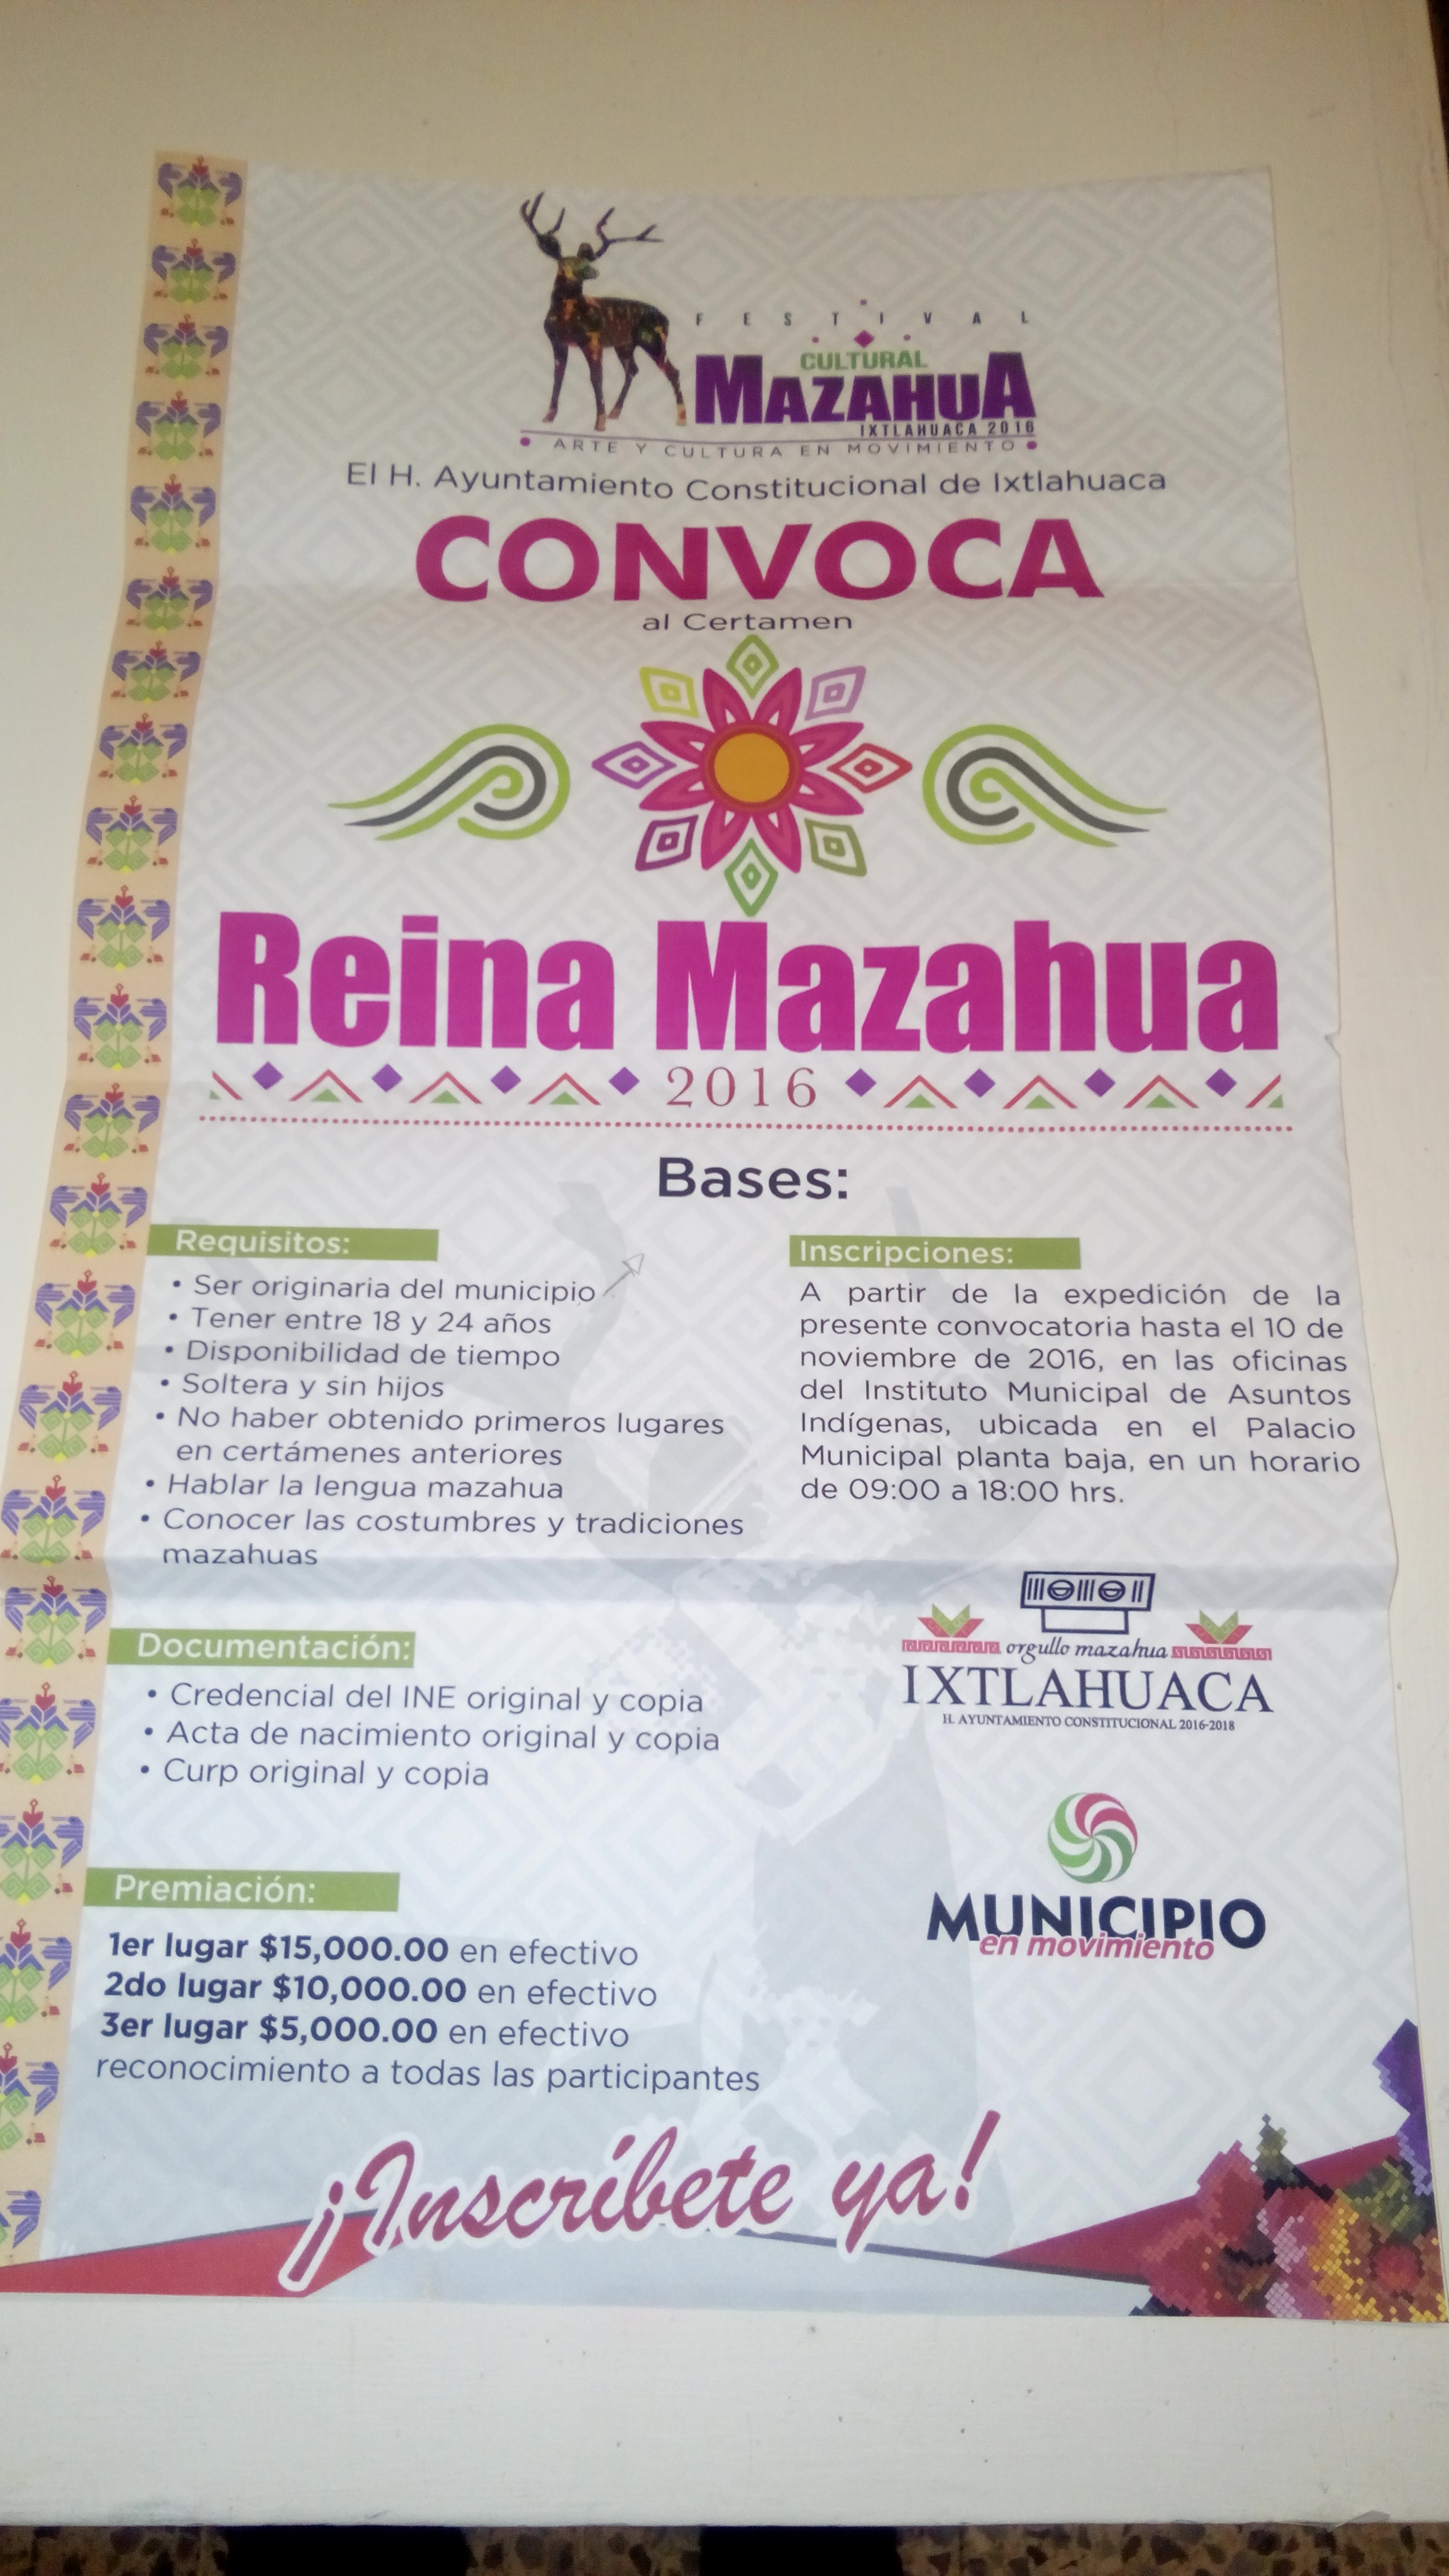 FESTIVAL
CULTURAL
MAZAHUA
IXTLAHUACA 2016
ARTE Y CULTURA EN MOVIMIENTO
El H. Ayuntamiento Constitucional de Ixtlahuaca
CONVOCA
al Certamen
Reina Mazahua
2016
Bases:
Requisitos:
• Ser originaria del municipio
• Tener entre 18 y 24 años
• Disponibilidad de tiempo
• Soltera y sin hijos
• No haber obtenido primeros lugares
en certámenes anteriores
• Hablar la lengua mazahua
• Conocer las costumbres y tradiciones
mazahuas
Inscripciones:
A partir de la expedición de la
presente convocatoria hasta el 10 de
noviembre de 2016, en las oficinas
del Instituto Municipal de Asuntos
Indígenas, ubicada en el Palacio
Municipal planta baja, en un horario
de 09:00 a 18:00 hrs.
Documentación:
• Credencial del INE original y copia
• Acta de nacimiento original y copia
• Curp original y copia
orgullo mazahua
IXTLAHUACA
H. AYUNTAMIENTO CONSTITUCIONAL 2016-2018
MUNICIPIO
en movimiento
Premiación:
1er lugar $15,000.00 en efectivo
2do lugar $10,000.00 en efectivo
3er lugar $5,000.00 en efectivo
reconocimiento a todas las participantes
¡Inscríbete ya!